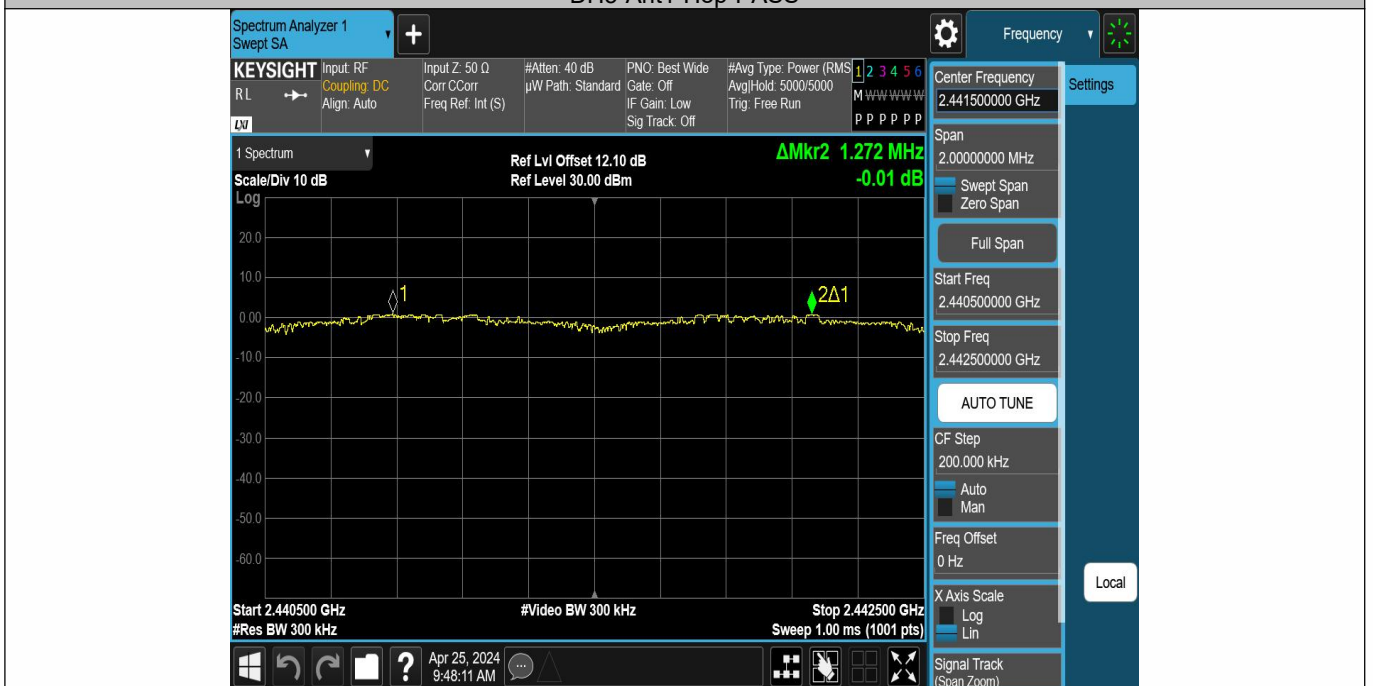 Spectrum Analyzer 1
Swept SA
Frequency
KEYSIGHT
RL
LXI
Input: RF
Coupling: DC
Align: Auto
Input Z: 50 Ω
Corr CCorr
Freq Ref: Int (S)
#Atten: 40 dB
µW Path: Standard
PNO: Best Wide
Gate: Off
IF Gain: Low
Sig Track: Off
#Avg Type: Power (RMS
Avg|Hold: 5000/5000
Trig: Free Run
1 2 3 4 5 6
M W W W W W
P P P P P P
1 Spectrum
Scale/Div 10 dB
Log
Ref Lvl Offset 12.10 dB
Ref Level 30.00 dBm
ΔMkr2 1.272 MHz
-0.01 dB
20.0
10.0
0.00
-10.0
-20.0
-30.0
-40.0
-50.0
-60.0
1
2Δ1
Start 2.440500 GHz
#Res BW 300 kHz
#Video BW 300 kHz
Stop 2.442500 GHz
Sweep 1.00 ms (1001 pts)
?
Apr 25, 2024
9:48:11 AM
Center Frequency
2.441500000 GHz
Settings
Span
2.00000000 MHz
Swept Span
Zero Span
Full Span
Start Freq
2.440500000 GHz
Stop Freq
2.442500000 GHz
AUTO TUNE
CF Step
200.000 kHz
Auto
Man
Freq Offset
0 Hz
X Axis Scale
Log
Lin
Local
Signal Track
(Span Zoom)